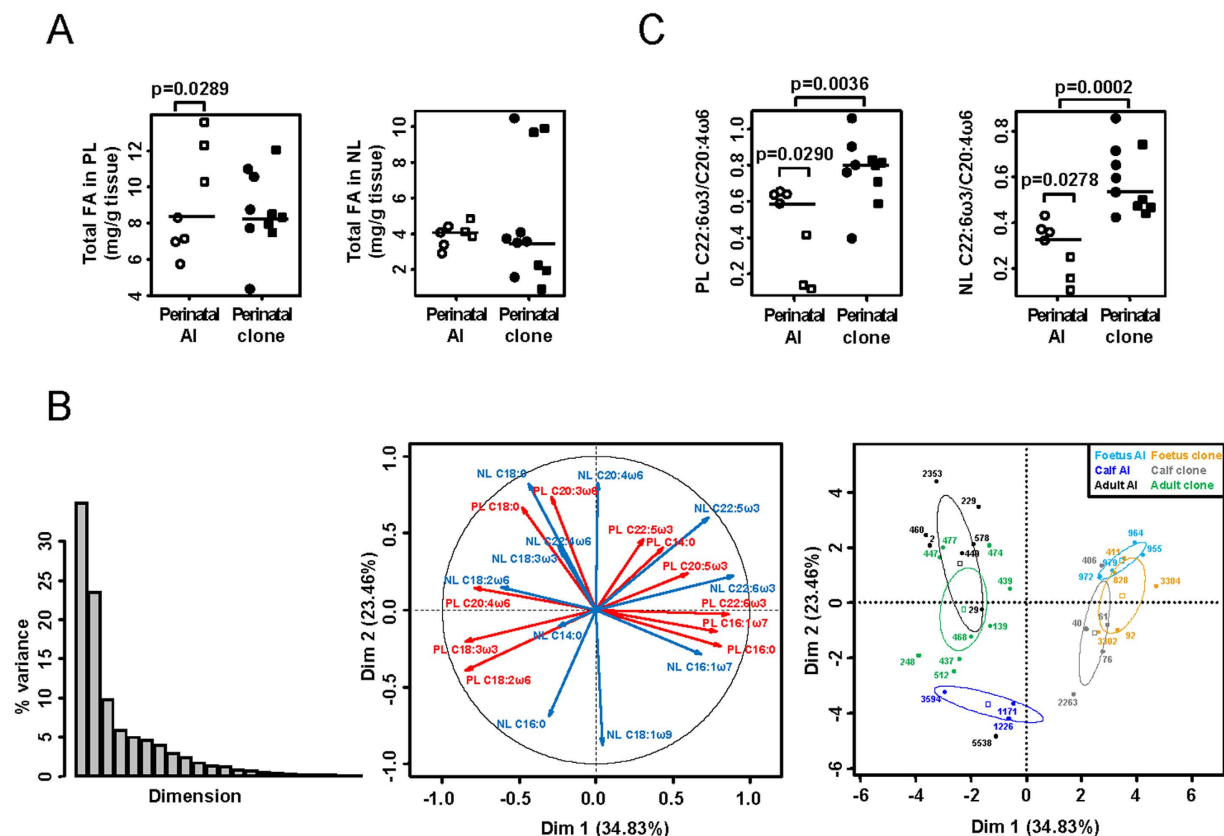 A
C
p=0.0289
Total FA in PL
(mg/g tissue)
4 6 8 10 12
Perinatal AI
Perinatal clone
Total FA in NL
(mg/g tissue)
2 4 6 8 10
Perinatal AI
Perinatal clone
p=0.0036
p=0.0290
PL C22:6ω3/C20:4ω6
0.2 0.4 0.6 0.8 1.0
Perinatal AI
Perinatal clone
p=0.0002
p=0.0278
NL C22:6ω3/C20:4ω6
0.2 0.4 0.6 0.8
Perinatal AI
Perinatal clone
B
% variance
0 5 10 15 20 25 30
Dimension
Dim 2 (23.46%)
-1.0 -0.5 0.0 0.5 1.0
NL C18:0
NL C20:4ω6
PL C20:3ω6
PL C18:0
NL C22:5ω3
PL C22:5ω3
NL C22:4ω6
PL C14:0
NL C18:3ω3
PL C20:5ω3
NL C18:2ω6
NL C22:6ω3
PL C20:4ω6
PL C22:6ω3
NL C14:0
PL C16:1ω7
PL C18:3ω3
PL C16:0
PL C18:2ω6
NL C16:1ω7
NL C16:0
NL C18:1ω9
-1.0 -0.5 0.0 0.5 1.0
Dim 1 (34.83%)
Dim 2 (23.46%)
-6 -4 -2 0 2 4
Foetus AI Foetus clone
Calf AI Calf clone
Adult AI Adult clone
2353
229
460
2
477
578
474
447
448
439
29
139
468
248
437
512
3594
1171
1226
5538
964
411
955
406
979
972
828
3304
40
61
3302
92
76
2263
-6 -4 -2 0 2 4 6
Dim 1 (34.83%)